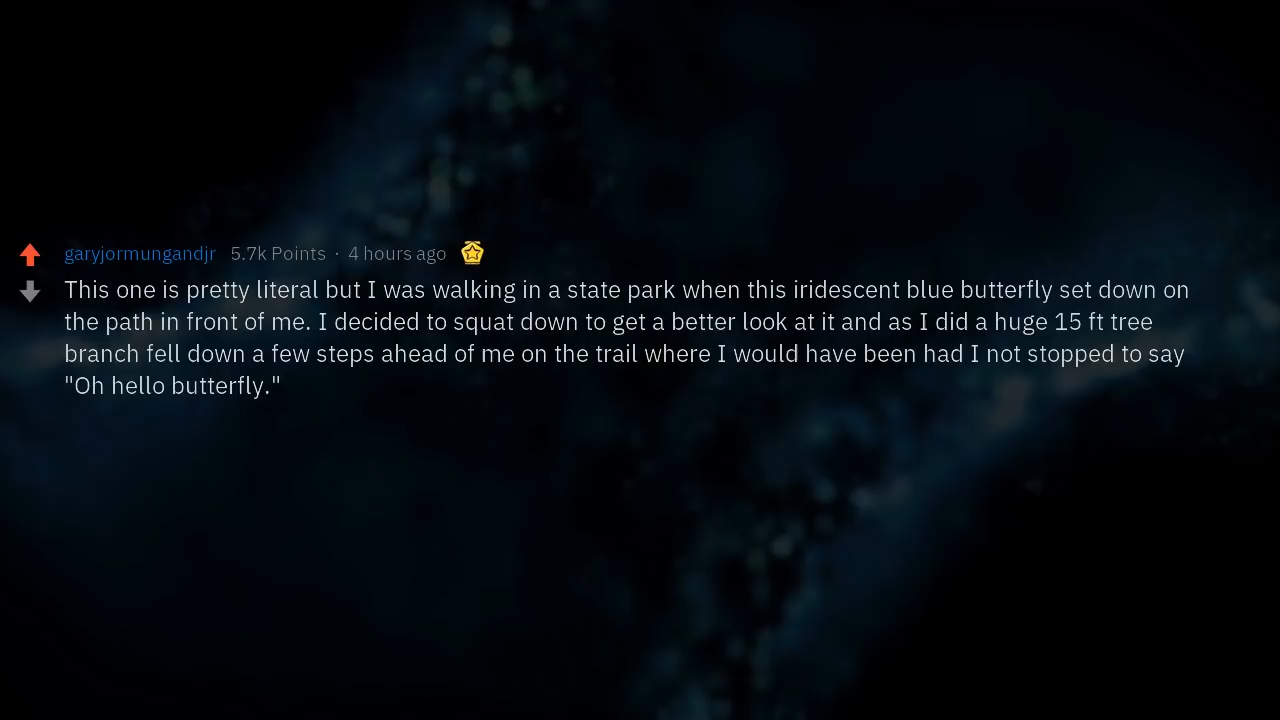 garyjormungandjr 5.7k Points · 4 hours ago
This one is pretty literal but I was walking in a state park when this iridescent blue butterfly set down on
the path in front of me. I decided to squat down to get a better look at it and as I did a huge 15 ft tree
branch fell down a few steps ahead of me on the trail where I would have been had I not stopped to say
"Oh hello butterfly."